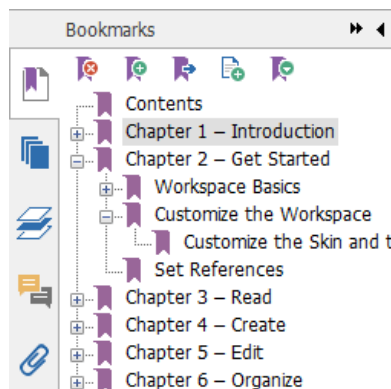 Bookmarks
Contents
Chapter 1 – Introduction
Chapter 2 – Get Started
Workspace Basics
Customize the Workspace
Customize the Skin and t
Set References
Chapter 3 – Read
Chapter 4 – Create
Chapter 5 – Edit
Chapter 6 – Organize